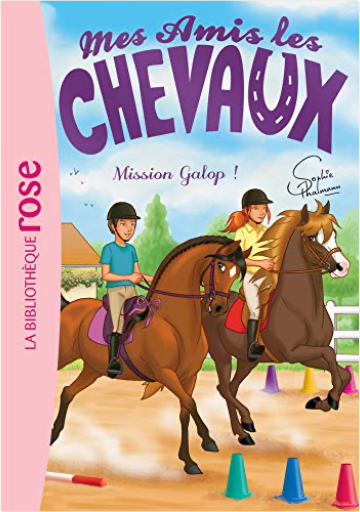 Mes Amis les
CHEVAUX
Mission Galop !
Sophie
Thalmann
LA BIBLIOTHÈQUE rose